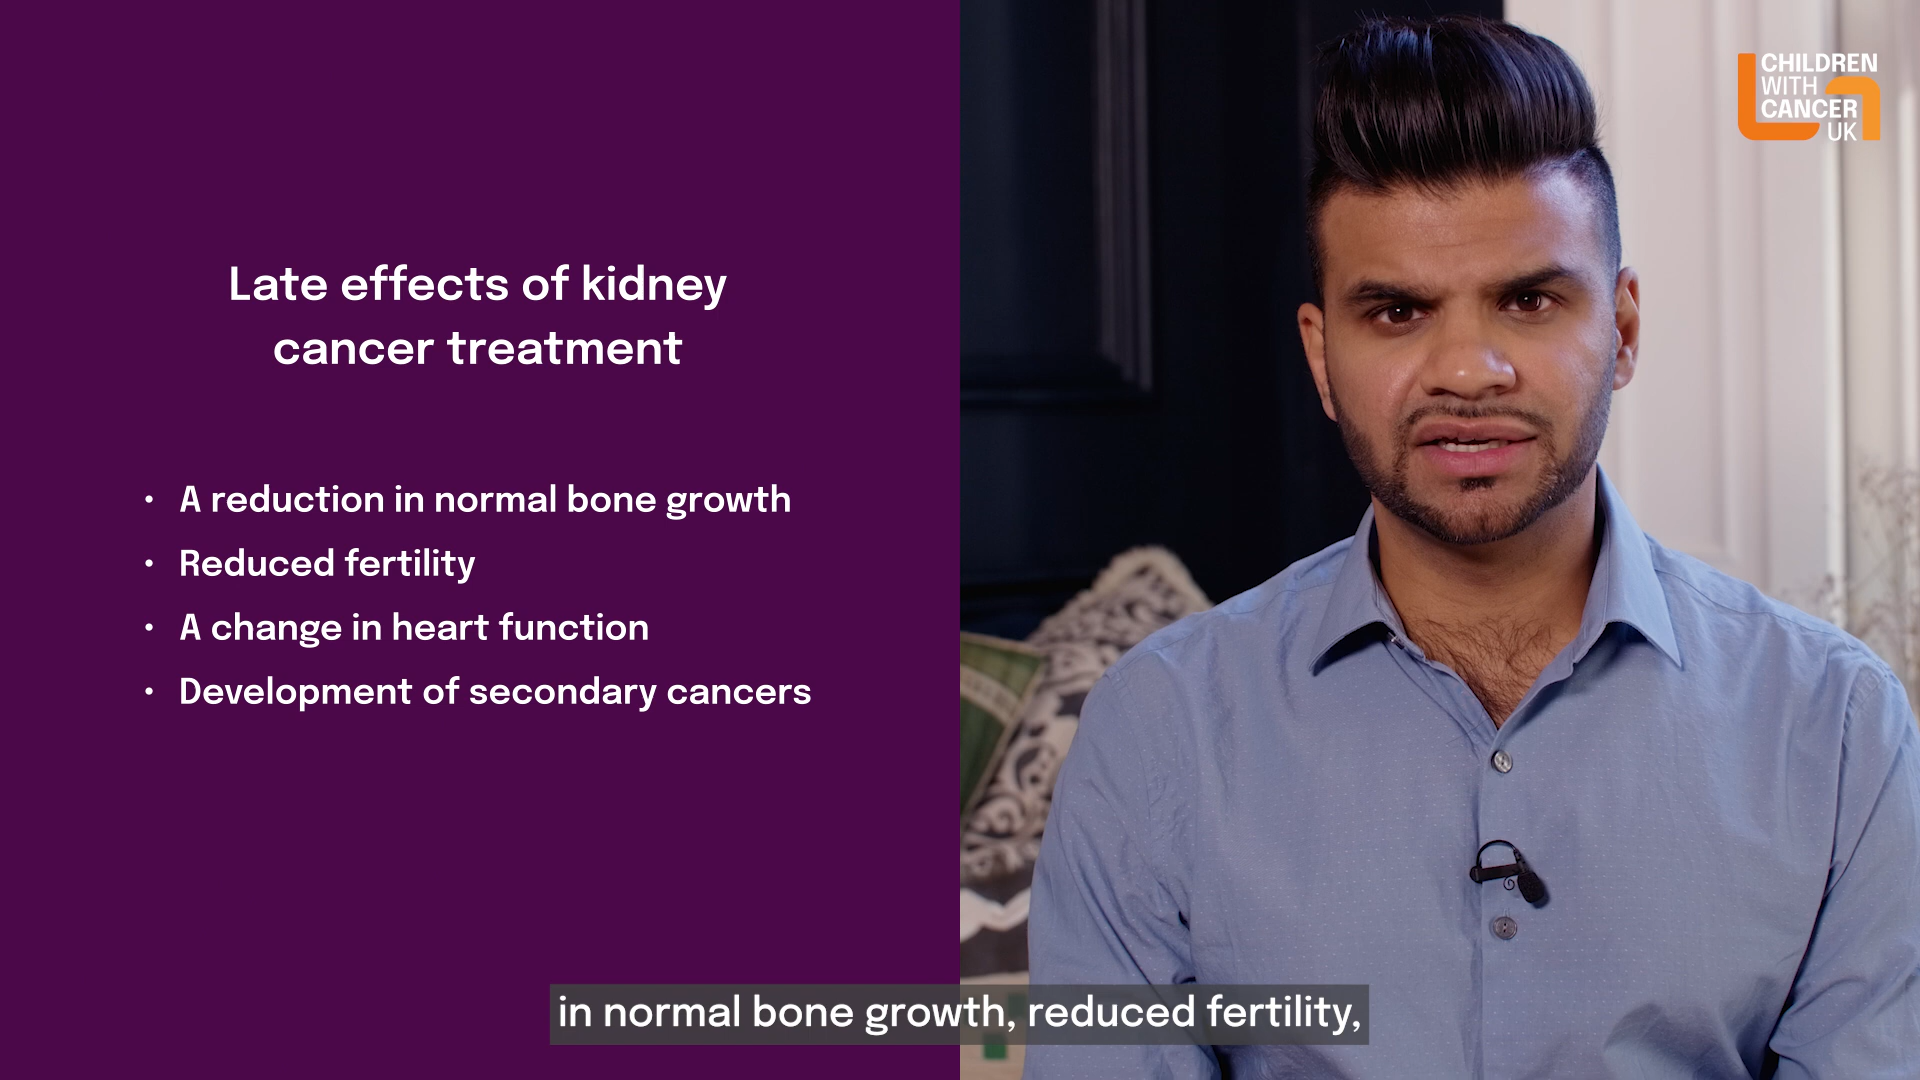 Late effects of kidney
cancer treatment
• A reduction in normal bone growth
• Reduced fertility
• A change in heart function
• Development of secondary cancers
CHILDREN
WITH
CANCER
UK
in normal bone growth, reduced fertility,